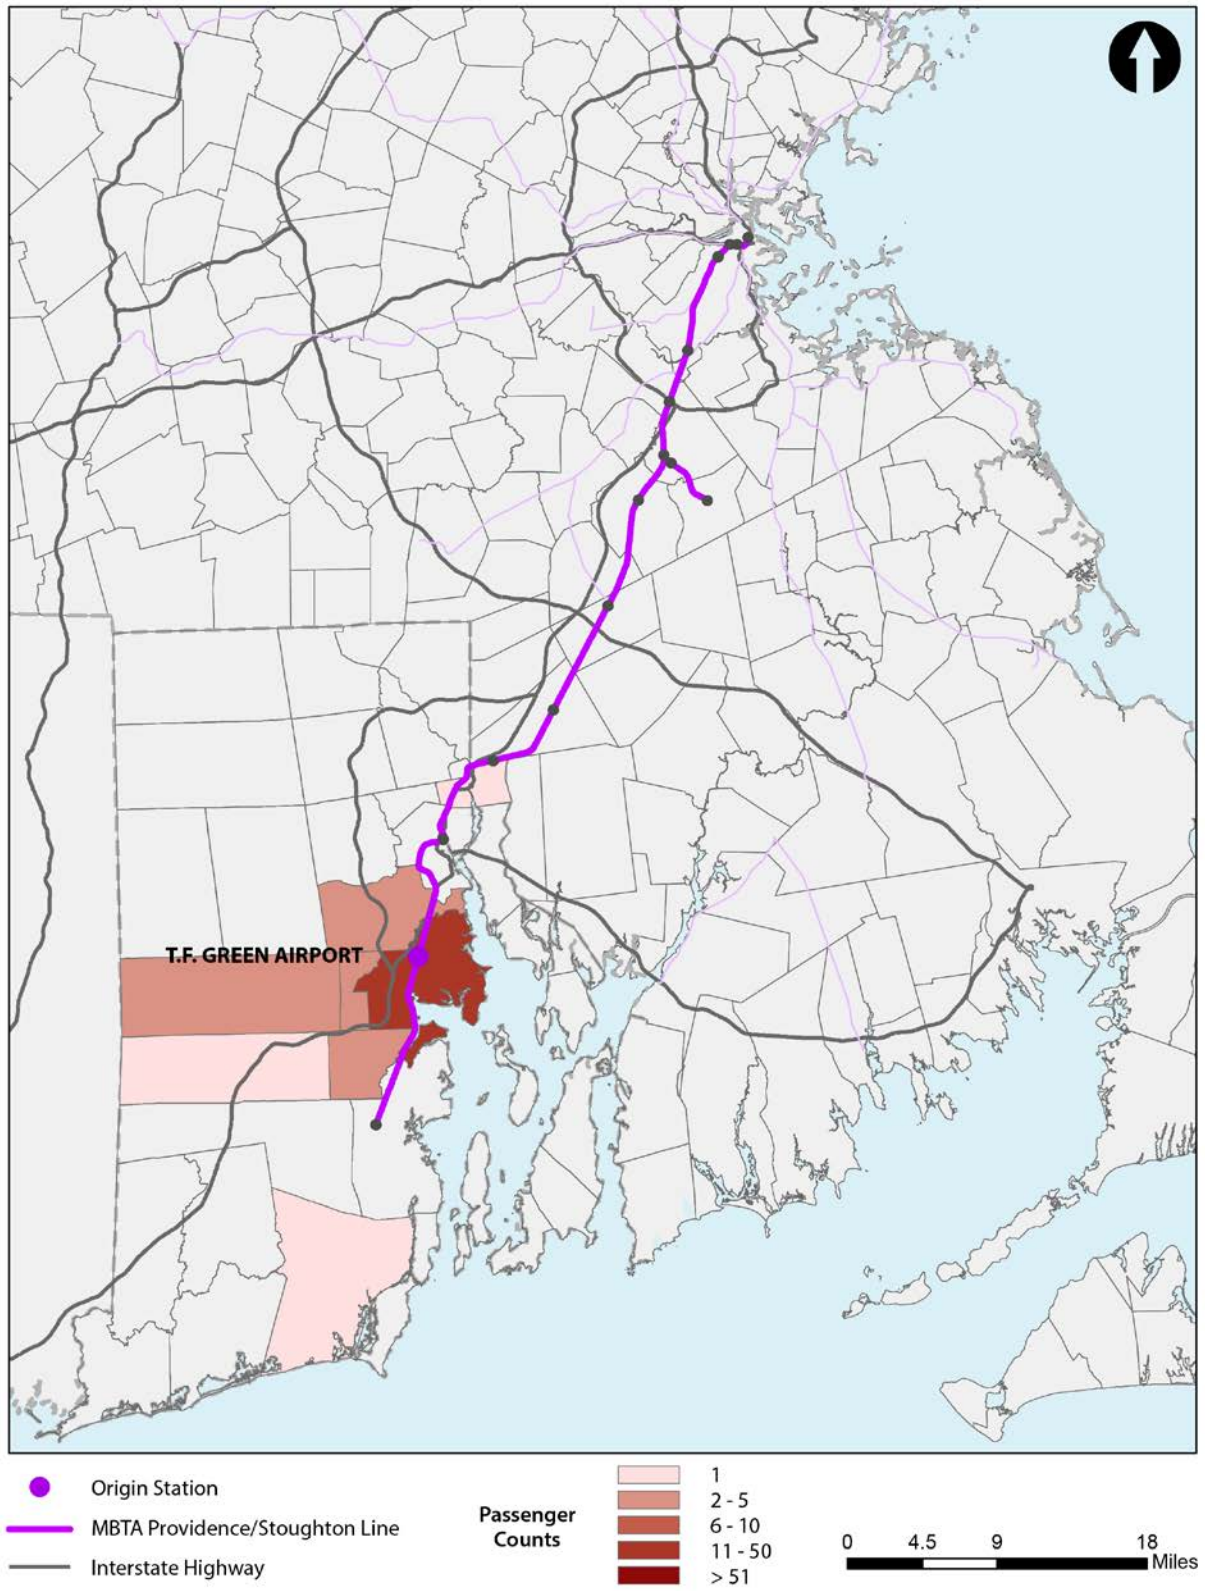 T.F. GREEN AIRPORT
Origin Station
MBTA Providence/Stoughton Line
Interstate Highway
Passenger
Counts
1
2 - 5
6 - 10
11 - 50
> 51
0 4.5 9 18
Miles